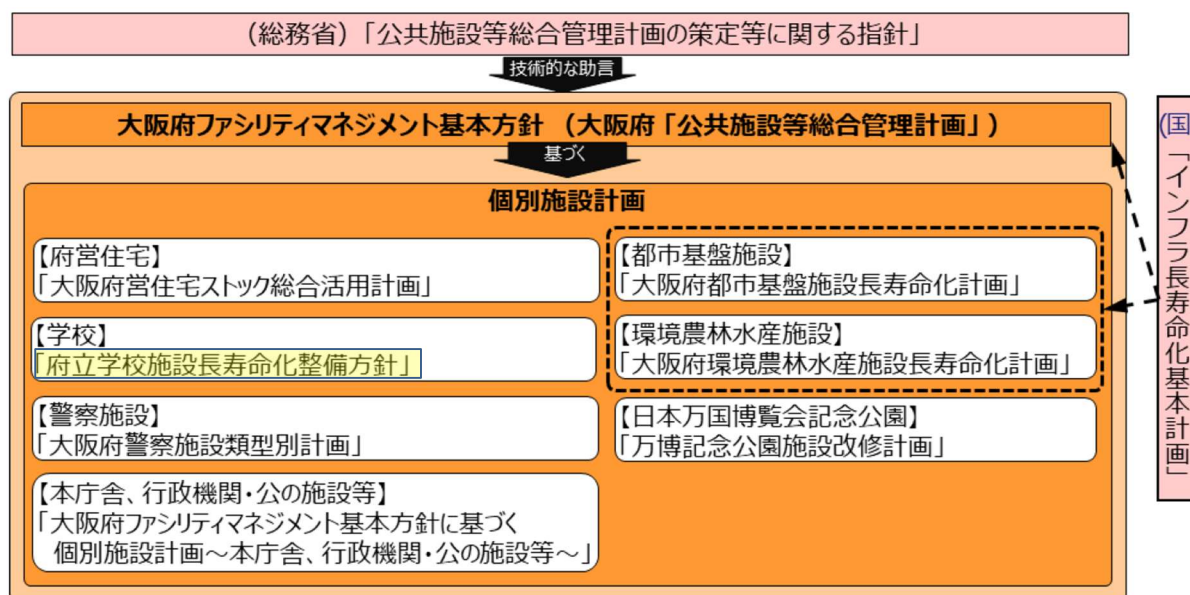 （総務省）「公共施設等総合管理計画の策定等に関する指針」
技術的な助言
大阪府ファシリティマネジメント基本方針 （大阪府「公共施設等総合管理計画」）
基づく
個別施設計画
【府営住宅】
「大阪府営住宅ストック総合活用計画」
【学校】
「府立学校施設長寿命化整備方針」
【警察施設】
「大阪府警察施設類型別計画」
【本庁舎、行政機関・公の施設等】
「大阪府ファシリティマネジメント基本方針に基づく
個別施設計画～本庁舎、行政機関・公の施設等～」
【都市基盤施設】
「大阪府都市基盤施設長寿命化計画」
【環境農林水産施設】
「大阪府環境農林水産施設長寿命化計画」
【日本万国博覧会記念公園】
「万博記念公園施設改修計画」
(国
「インフラ長寿命化基本計画」